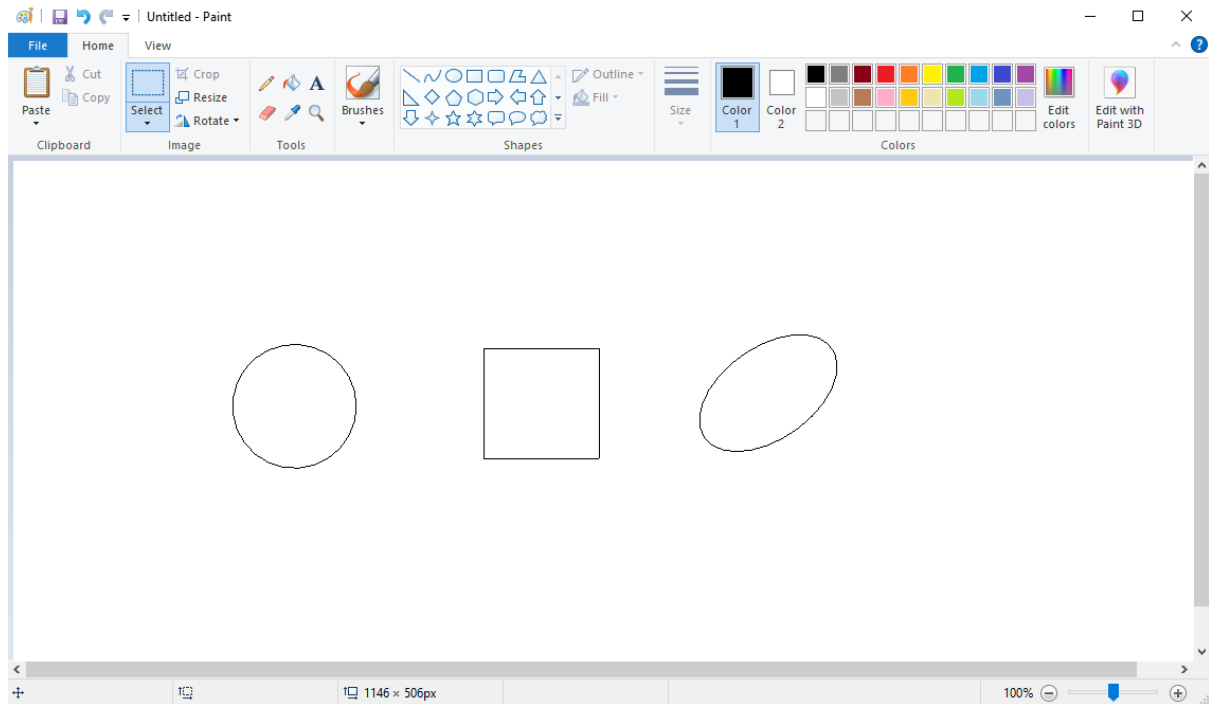 Untitled - Paint
File Home View
Paste
Cut
Copy
Clipboard
Select
Crop
Resize
Rotate
Image
A
Tools
Brushes
Outline
Fill
Shapes
Size
Color 1
Color 2
Edit colors
Colors
Edit with Paint 3D
1146 × 506px
100%